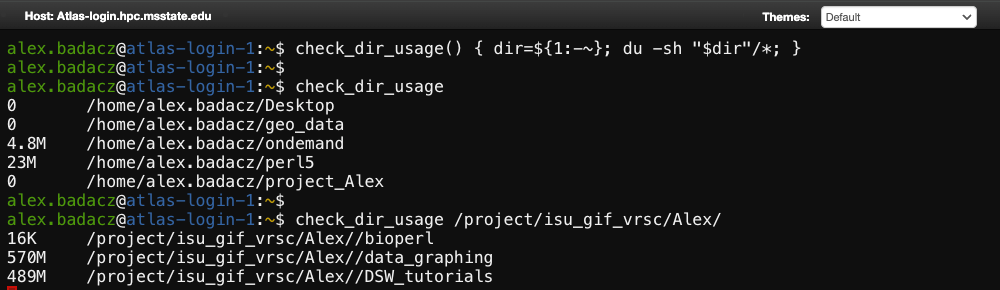 Host: Atlas-login.hpc.msstate.edu Themes: Default
alex.badacz@atlas-login-1:~$ check_dir_usage() { dir=${1:-~}; du -sh "$dir"/*; }
alex.badacz@atlas-login-1:~$
alex.badacz@atlas-login-1:~$ check_dir_usage
0 /home/alex.badacz/Desktop
0 /home/alex.badacz/geo_data
4.8M /home/alex.badacz/ondemand
23M /home/alex.badacz/perl5
0 /home/alex.badacz/project_Alex
alex.badacz@atlas-login-1:~$
alex.badacz@atlas-login-1:~$ check_dir_usage /project/isu_gif_vrsc/Alex/
16K /project/isu_gif_vrsc/Alex//bioperl
570M /project/isu_gif_vrsc/Alex//data_graphing
489M /project/isu_gif_vrsc/Alex//DSW_tutorials